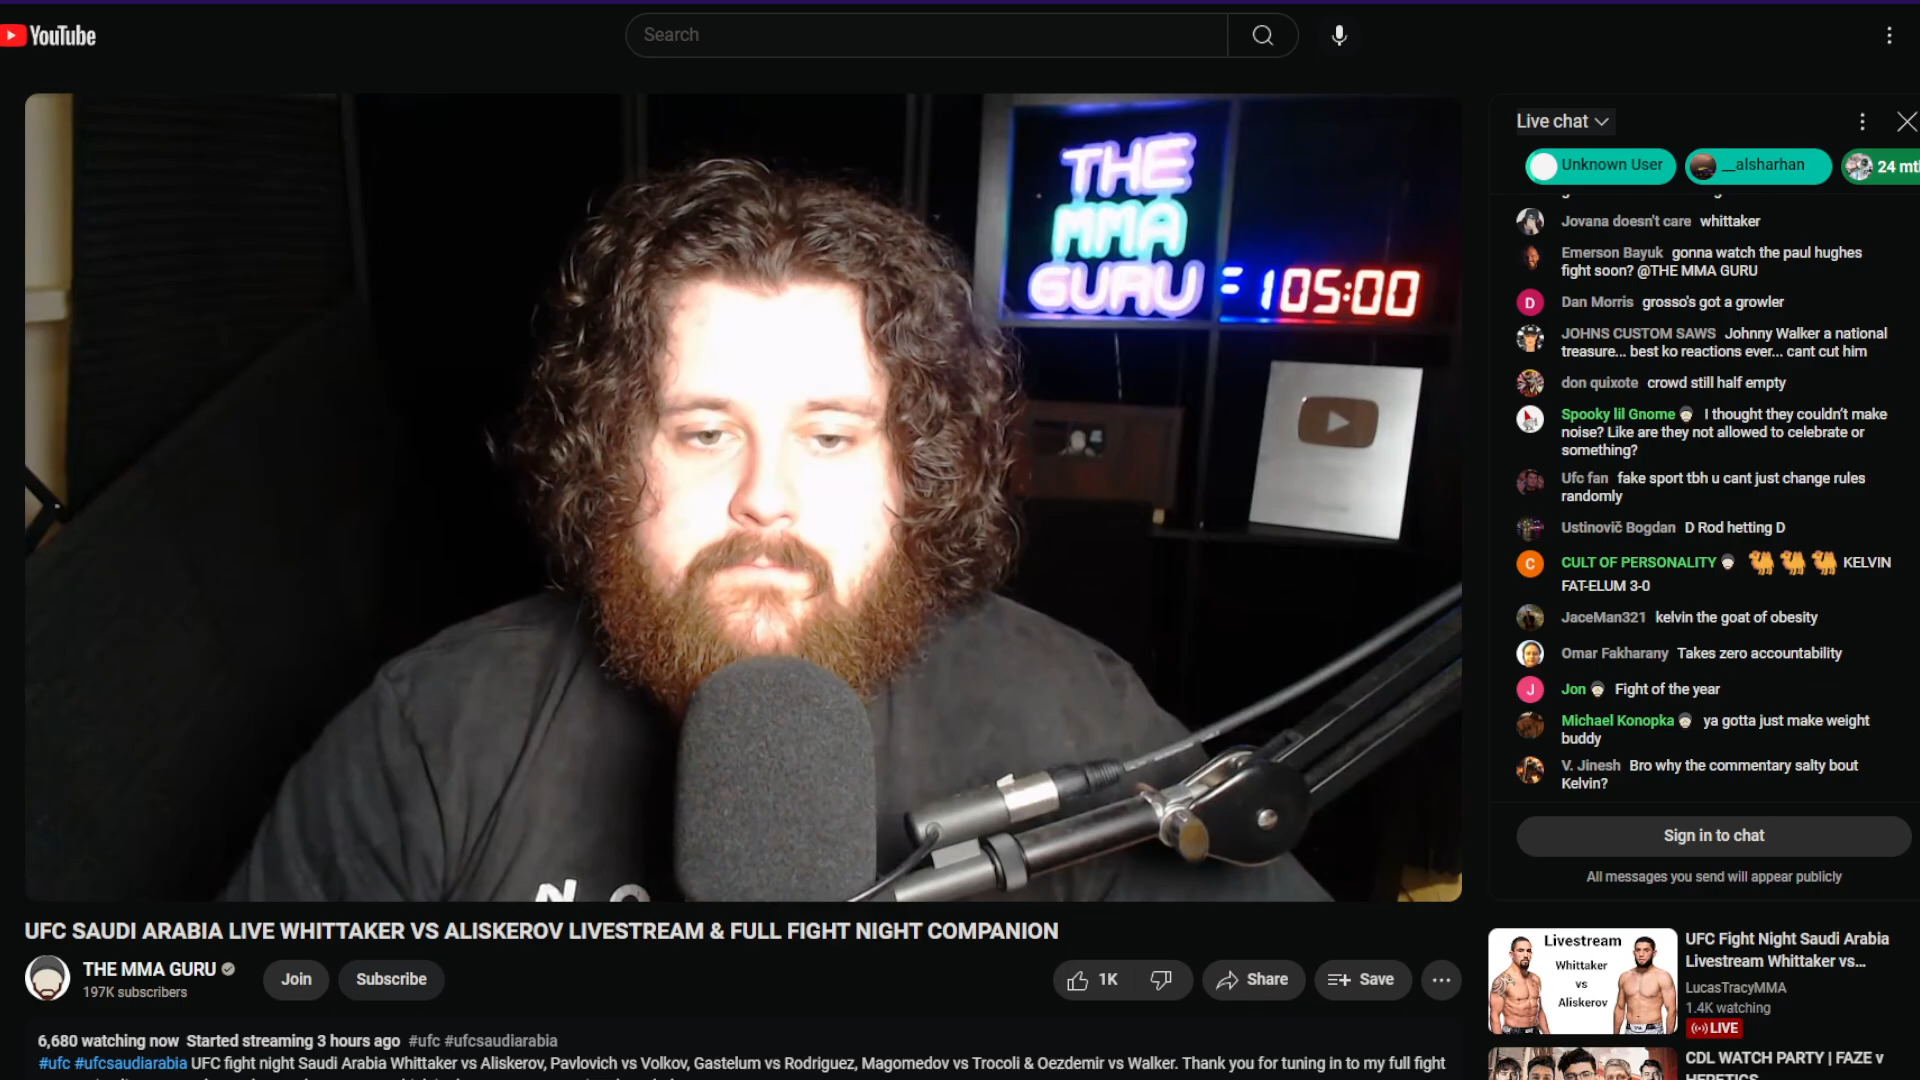 YouTube
Search
THE
MMA
GURU
105:00
Live chat
Unknown User
__alsharhan
24 mt
Jovana doesn't care whittaker
Emerson Bayuk gonna watch the paul hughes
fight soon? @THE MMA GURU
D
Dan Morris grosso's got a growler
JOHNS CUSTOM SAWS Johnny Walker a national
treasure... best ko reactions ever... cant cut him
don quixote crowd still half empty
Spooky lil Gnome I thought they couldn't make
noise? Like are they not allowed to celebrate or
something?
Ufc fan fake sport tbh u cant just change rules
randomly
Ustinovič Bogdan D Rod hetting D
C
CULT OF PERSONALITY 🐫 🐫 🐫 KELVIN
FAT-ELUM 3-0
JaceMan321 kelvin the goat of obesity
Omar Fakharany Takes zero accountability
J
Jon Fight of the year
Michael Konopka ya gotta just make weight
buddy
V. Jinesh Bro why the commentary salty bout
Kelvin?
Sign in to chat
All messages you send will appear publicly
UFC SAUDI ARABIA LIVE WHITTAKER VS ALISKEROV LIVESTREAM & FULL FIGHT NIGHT COMPANION
THE MMA GURU
197K subscribers
Join
Subscribe
1K
Share
Save
6,680 watching now Started streaming 3 hours ago #ufc #ufcsaudiarabia
#ufc #ufcsaudiarabia UFC fight night Saudi Arabia Whittaker vs Aliskerov, Pavlovich vs Volkov, Gastelum vs Rodriguez, Magomedov vs Trocoli & Oezdemir vs Walker. Thank you for tuning in to my full fight
Livestream
Whittaker
vs
Aliskerov
UFC Fight Night Saudi Arabia
Livestream Whittaker vs...
LucasTracyMMA
1.4K watching
LIVE
CDL WATCH PARTY | FAZE v
HERETICS